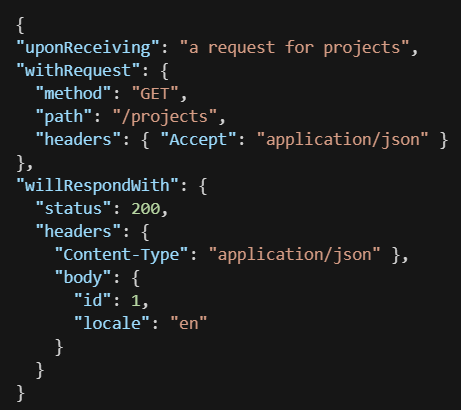 {
"uponReceiving": "a request for projects",
"withRequest": {
  "method": "GET",
  "path": "/projects",
  "headers": { "Accept": "application/json" }
},
"willRespondWith": {
  "status": 200,
  "headers": {
    "Content-Type": "application/json" },
    "body": {
      "id": 1,
      "locale": "en"
    }
  }
}